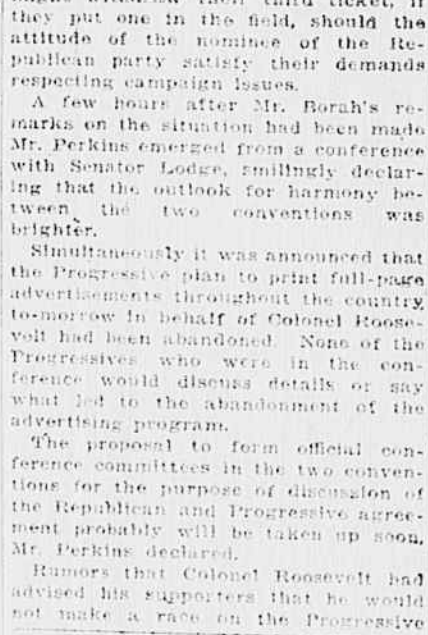 their third ticket, if
they put one in the field, should the
attitude of the nominee of the Re-
publican party satisfy their demands
respecting campaign issues.
A few hours after Mr. Borah's re-
marks on the situation had been made
Mr. Perkins emerged from a conference
with Senator Lodge, smilingly declar-
ing that the outlook for harmony be-
tween the two conventions was
brighter.
Simultaneously it was announced that
the Progressive plan to print full-page
advertisements throughout the country
to-morrow in behalf of Colonel Roose-
velt had been abandoned. None of the
Progressives who were in the con-
ference would discuss details or say
what led to the abandonment of the
advertising program.
The proposal to form official con-
ference committees in the two conven-
tions for the purpose of discussion of
the Republican and Progressive agree-
ment probably will be taken up soon,
Mr. Perkins declared.
Rumors that Colonel Roosevelt had
advised his supporters that he would
not make a race on the Progressive